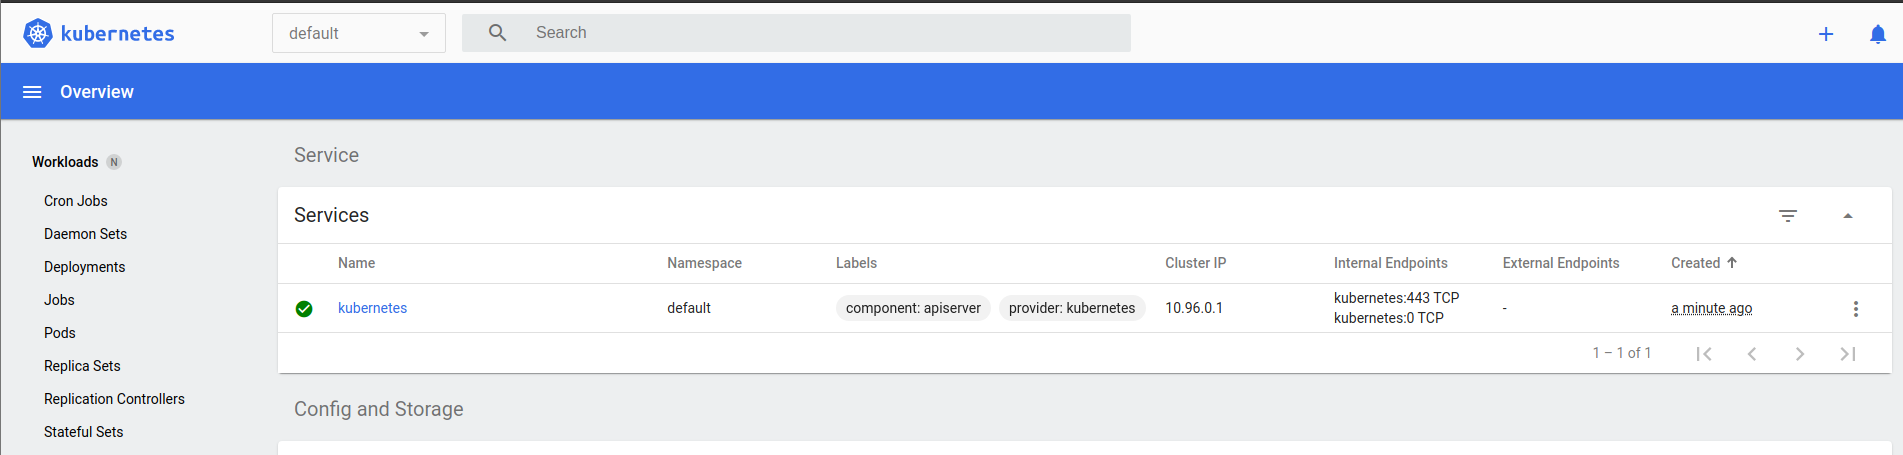 kubernetes
default
Search
Overview
Workloads N
Cron Jobs
Daemon Sets
Deployments
Jobs
Pods
Replica Sets
Replication Controllers
Stateful Sets
Service
Services
Name Namespace Labels Cluster IP Internal Endpoints External Endpoints Created
kubernetes default component: apiserver provider: kubernetes 10.96.0.1 kubernetes:443 TCP - a minute ago
kubernetes:0 TCP
1 – 1 of 1
Config and Storage